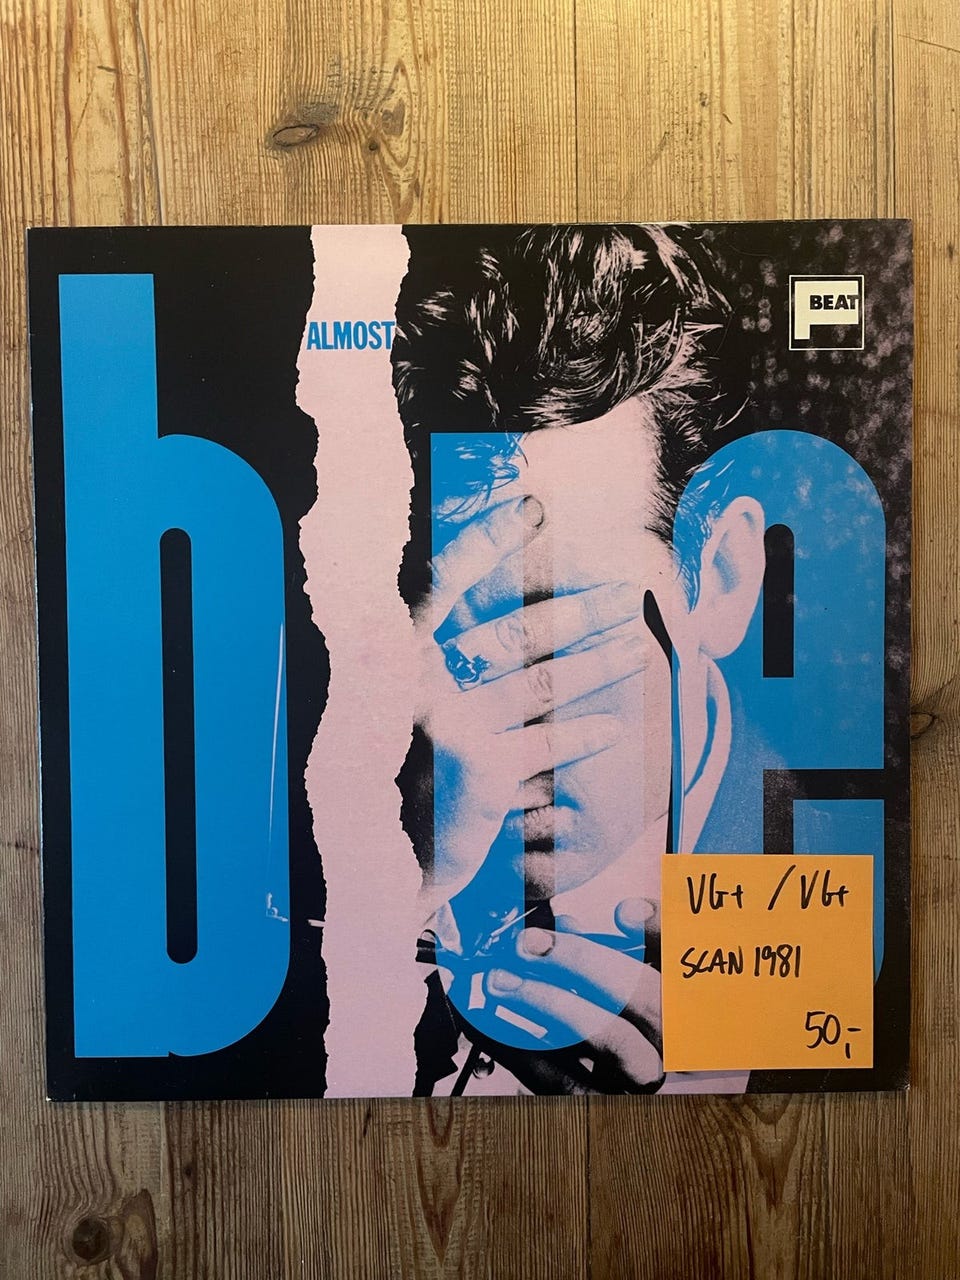 ALMOST
blue
F BEAT
VG+ / VG+
SCAN 1981
50,-